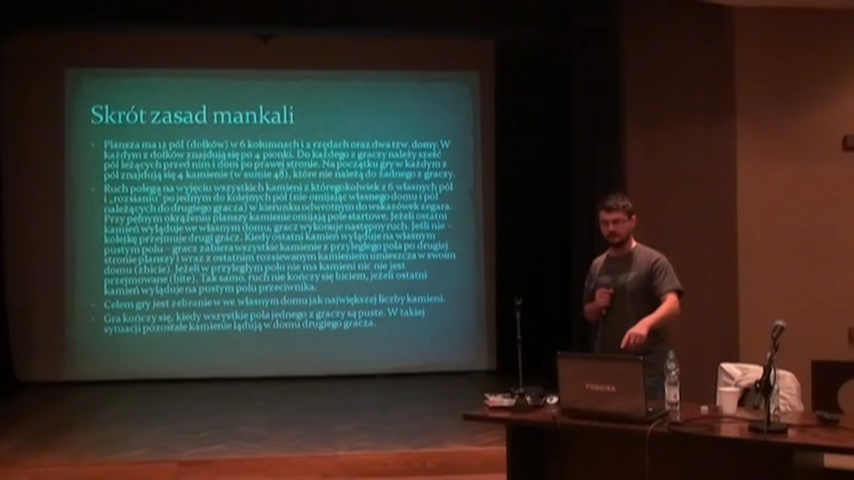 Skrót zasad mankali
Plansza ma 12 pól (dołków) w 6 kolumnach i 2 rzędach oraz dwa tzw. domy. W
każdym z dołków znajdują się po 4 pionki. Do każdego z graczy należy sześć
pól leżących przed nim i dom po prawej stronie. Na początku gry w każdym z
pól znajdują się 4 kamienie (w sumie 48), które nie należą do żadnego z graczy.
Ruch polega na wyjęciu wszystkich kamieni z któregokolwiek z 6 własnych pól
i „rozsianiu” po jednym do kolejnych pól (nie omijając własnego domu i pól
należących do drugiego gracza) w kierunku odwrotnym do wskazówek zegara.
Przy pełnym okrążeniu planszy kamienie omijają pole startowe. Jeżeli ostatni
kamień wyląduje we własnym domu, gracz wykonuje następny ruch. Jeśli nie –
kolejkę przejmuje drugi gracz. Kiedy ostatni kamień wyląduje na własnym
pustym polu – gracz zabiera wszystkie kamienie z przyległego pola po drugiej
stronie planszy i wraz z ostatnim rozsiewanym kamieniem umieszcza w swoim
domu (zbicie). Jeżeli w przyległym polu nie ma kamieni nic nie jest
przejmowane (bite). Tak samo, ruch nie kończy się biciem, jeżeli ostatni
kamień wyląduje na pustym polu przeciwnika.
Celem gry jest zebranie w we własnym domu jak największej liczby kamieni.
Gra kończy się, kiedy wszystkie pola jednego z graczy są puste. W takiej
sytuacji pozostałe kamienie lądują w domu drugiego gracza.
TOSHIBA